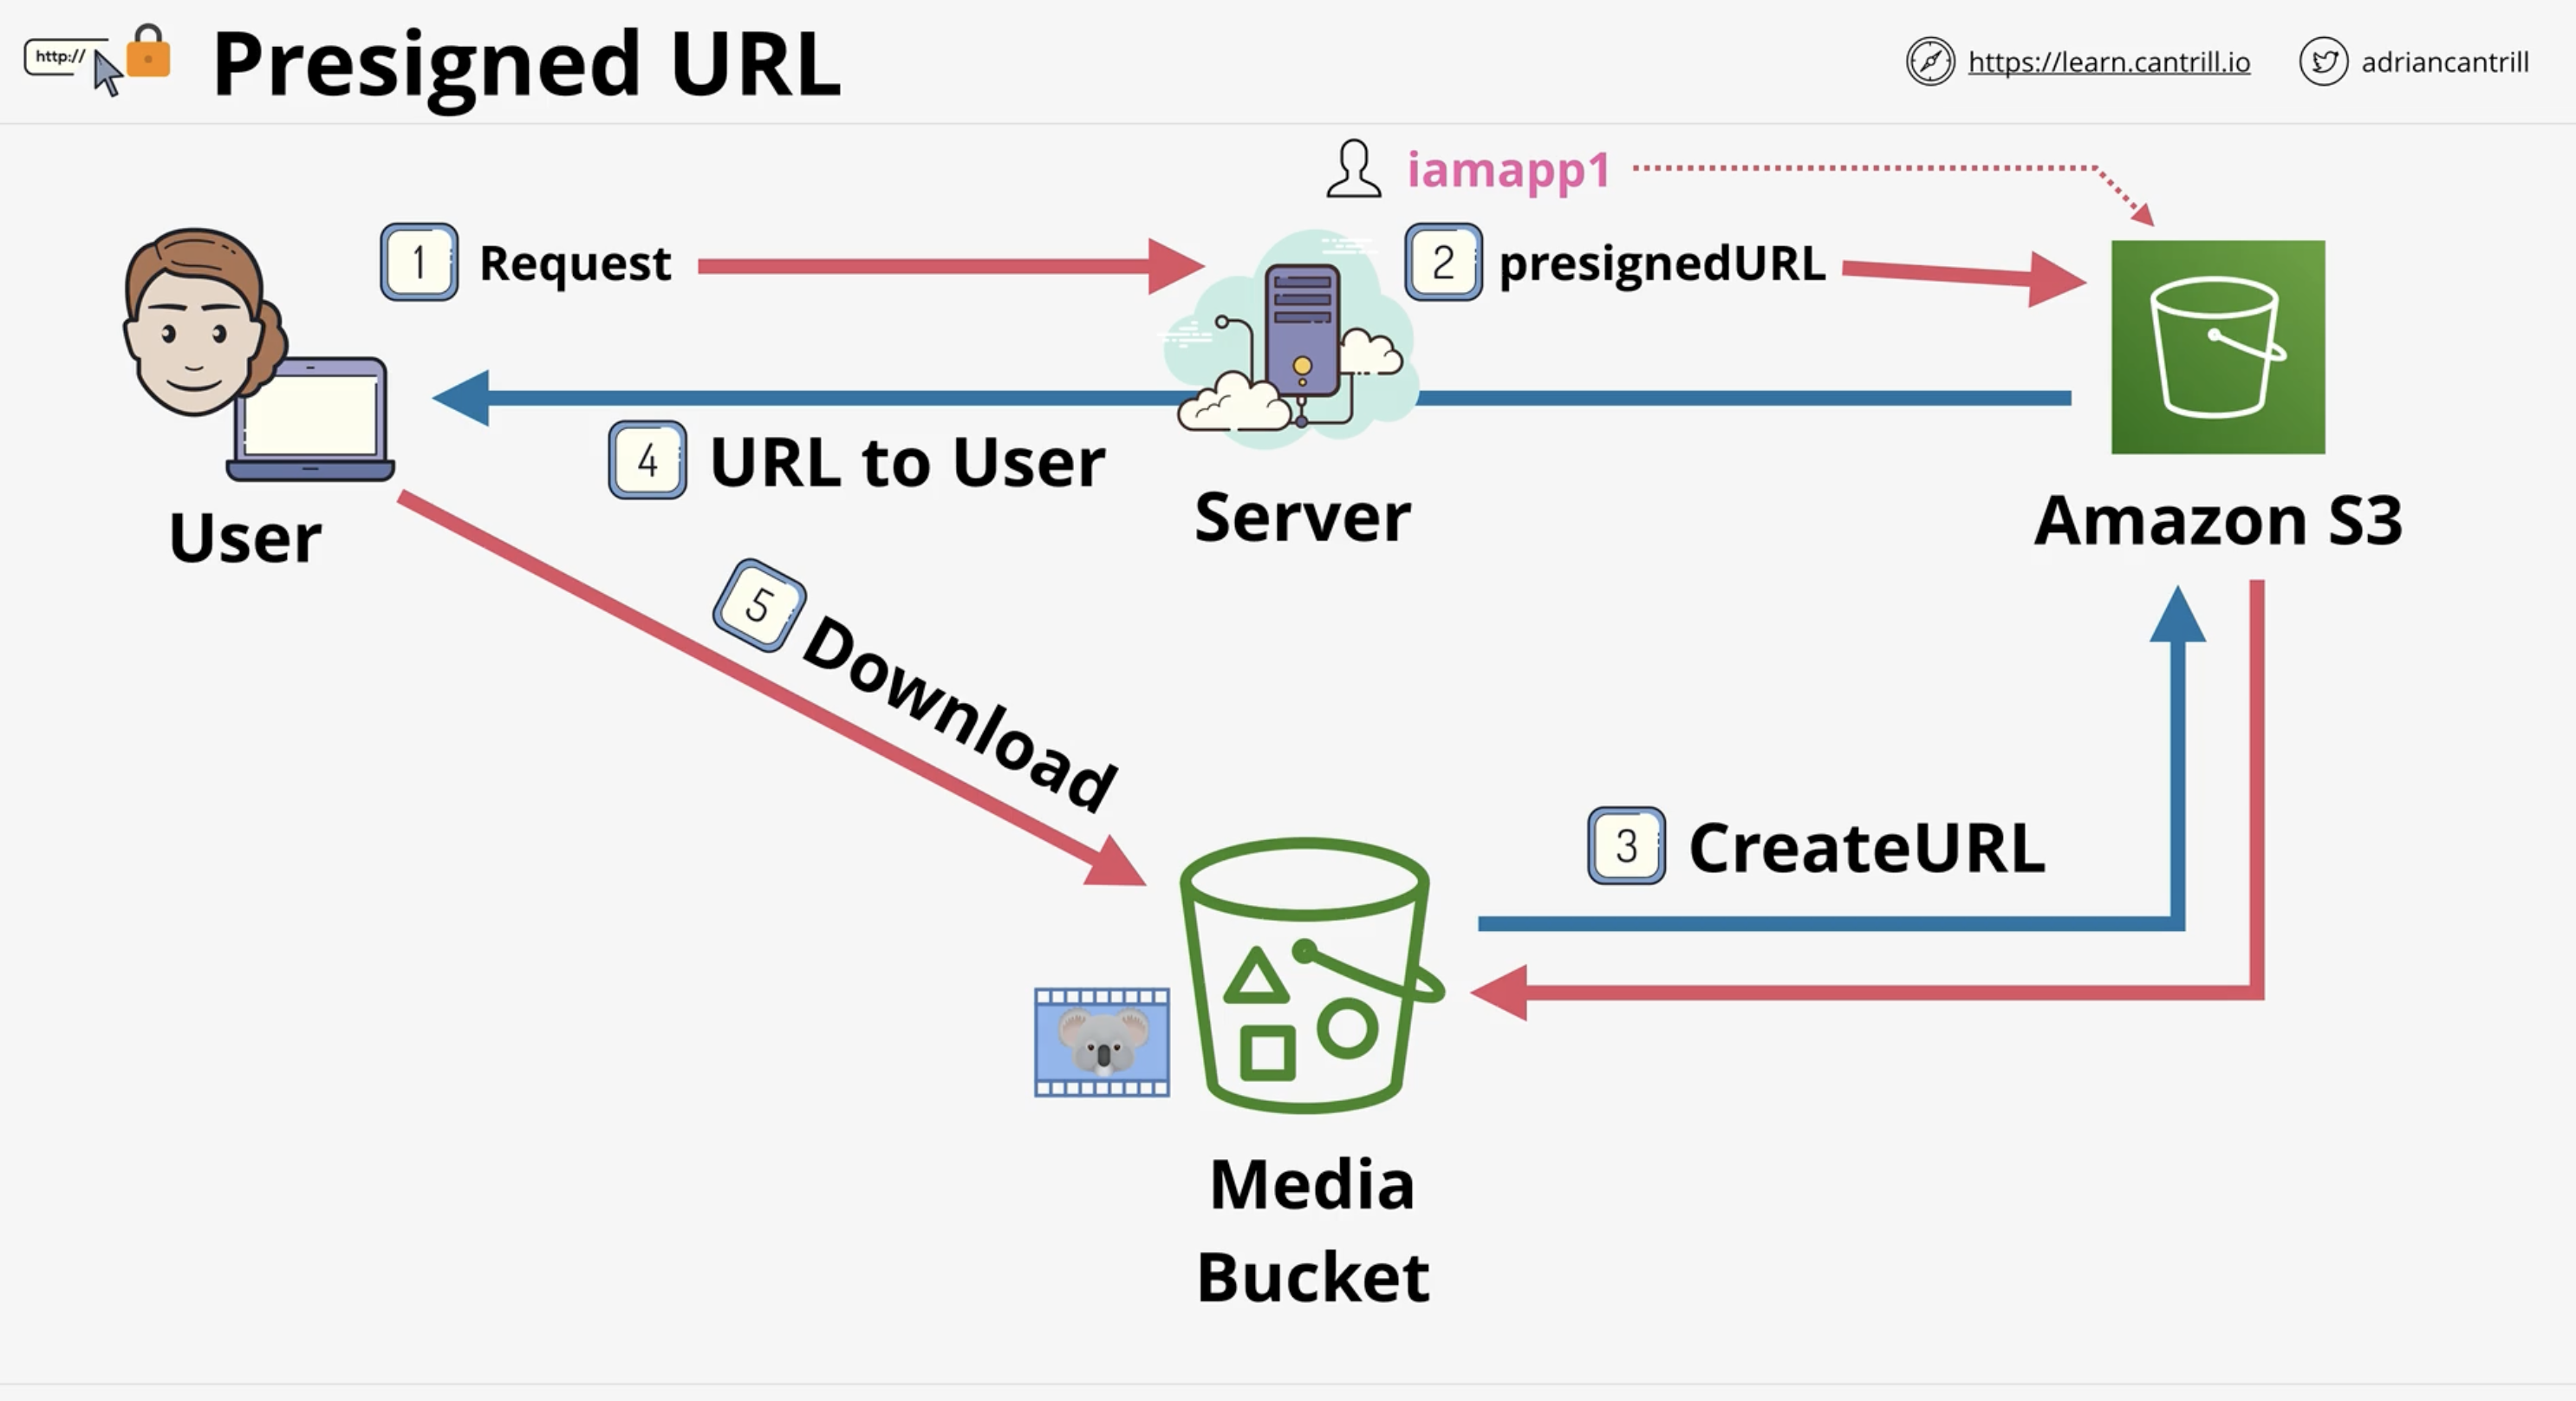 http://
Presigned URL
https://learn.cantrill.io
adriancantrill
iamapp1
1 Request
2 presignedURL
4 URL to User
User
Server
Amazon S3
5 Download
3 CreateURL
Media
Bucket